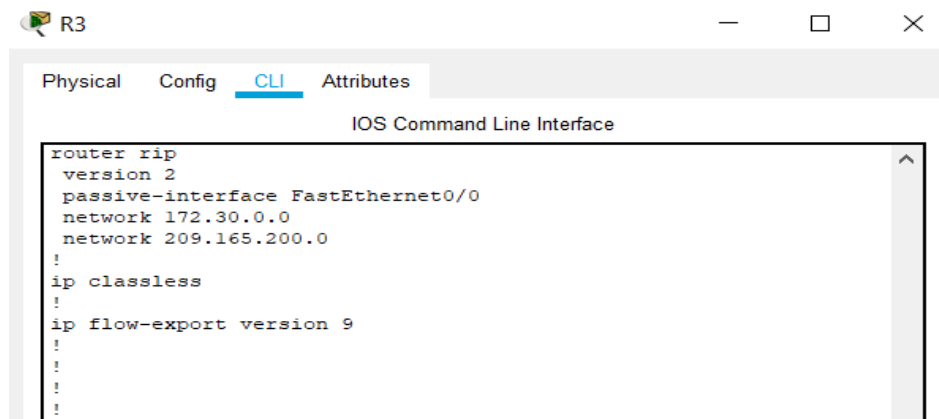 R3
Physical Config CLI Attributes
IOS Command Line Interface
router rip
 version 2
 passive-interface FastEthernet0/0
 network 172.30.0.0
 network 209.165.200.0
!
ip classless
!
ip flow-export version 9
!
!
!
!